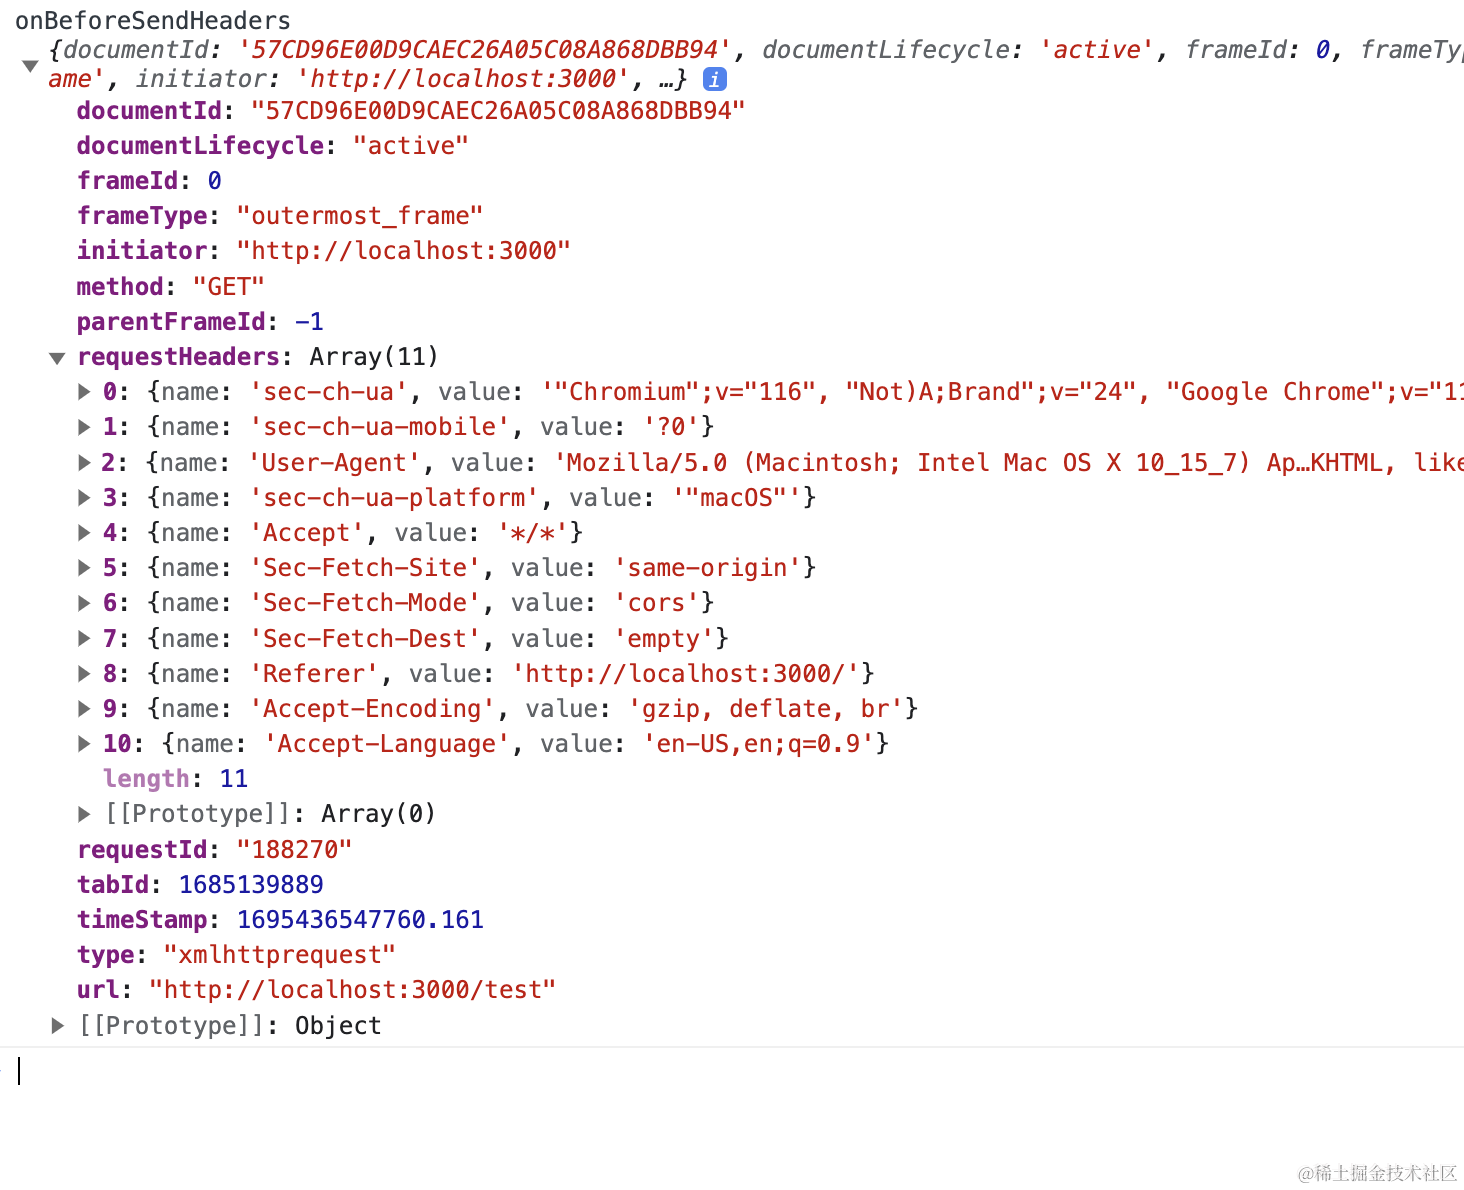 onBeforeSendHeaders
{documentId: '57CD96E00D9CAEC26A05C08A868DBB94', documentLifecycle: 'active', frameId: 0, frameTy
ame', initiator: 'http://localhost:3000', …} i
documentId: "57CD96E00D9CAEC26A05C08A868DBB94"
documentLifecycle: "active"
frameId: 0
frameType: "outermost_frame"
initiator: "http://localhost:3000"
method: "GET"
parentFrameId: -1
requestHeaders: Array(11)
0: {name: 'sec-ch-ua', value: '"Chromium";v="116", "Not)A;Brand";v="24", "Google Chrome";v="11
1: {name: 'sec-ch-ua-mobile', value: '?0'}
2: {name: 'User-Agent', value: 'Mozilla/5.0 (Macintosh; Intel Mac OS X 10_15_7) Ap…KHTML, like
3: {name: 'sec-ch-ua-platform', value: '"macOS"'}
4: {name: 'Accept', value: '*/*'}
5: {name: 'Sec-Fetch-Site', value: 'same-origin'}
6: {name: 'Sec-Fetch-Mode', value: 'cors'}
7: {name: 'Sec-Fetch-Dest', value: 'empty'}
8: {name: 'Referer', value: 'http://localhost:3000/'}
9: {name: 'Accept-Encoding', value: 'gzip, deflate, br'}
10: {name: 'Accept-Language', value: 'en-US,en;q=0.9'}
length: 11
[[Prototype]]: Array(0)
requestId: "188270"
tabId: 1685139889
timeStamp: 1695436547760.161
type: "xmlhttprequest"
url: "http://localhost:3000/test"
[[Prototype]]: Object
@稀土掘金技术社区